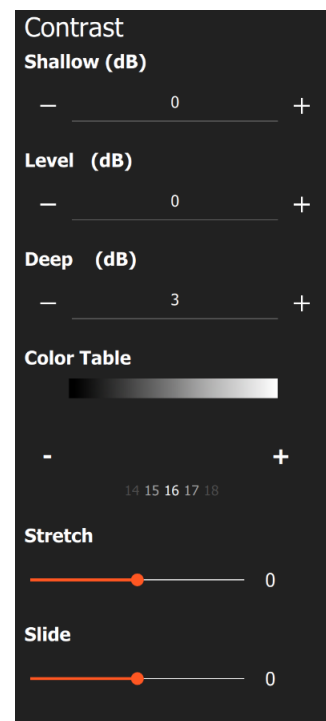 Contrast
Shallow (dB)
— 0 +
Level (dB)
— 0 +
Deep (dB)
— 3 +
Color Table
- +
14 15 16 17 18
Stretch
0
Slide
0